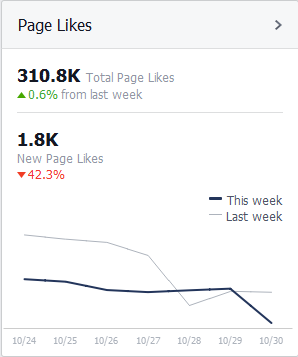 Page Likes
310.8K Total Page Likes
0.6% from last week
1.8K
New Page Likes
42.3%
This week
Last week
10/24 10/25 10/26 10/27 10/28 10/29 10/30